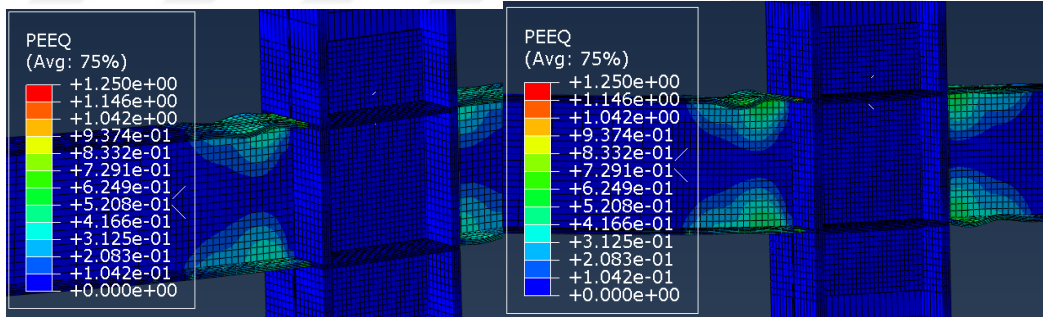 PEEQ
(Avg: 75%)
+1.250e+00
+1.146e+00
+1.042e+00
+9.374e-01
+8.332e-01
+7.291e-01
+6.249e-01
+5.208e-01
+4.166e-01
+3.125e-01
+2.083e-01
+1.042e-01
+0.000e+00
PEEQ
(Avg: 75%)
+1.250e+00
+1.146e+00
+1.042e+00
+9.374e-01
+8.332e-01
+7.291e-01
+6.249e-01
+5.208e-01
+4.166e-01
+3.125e-01
+2.083e-01
+1.042e-01
+0.000e+00